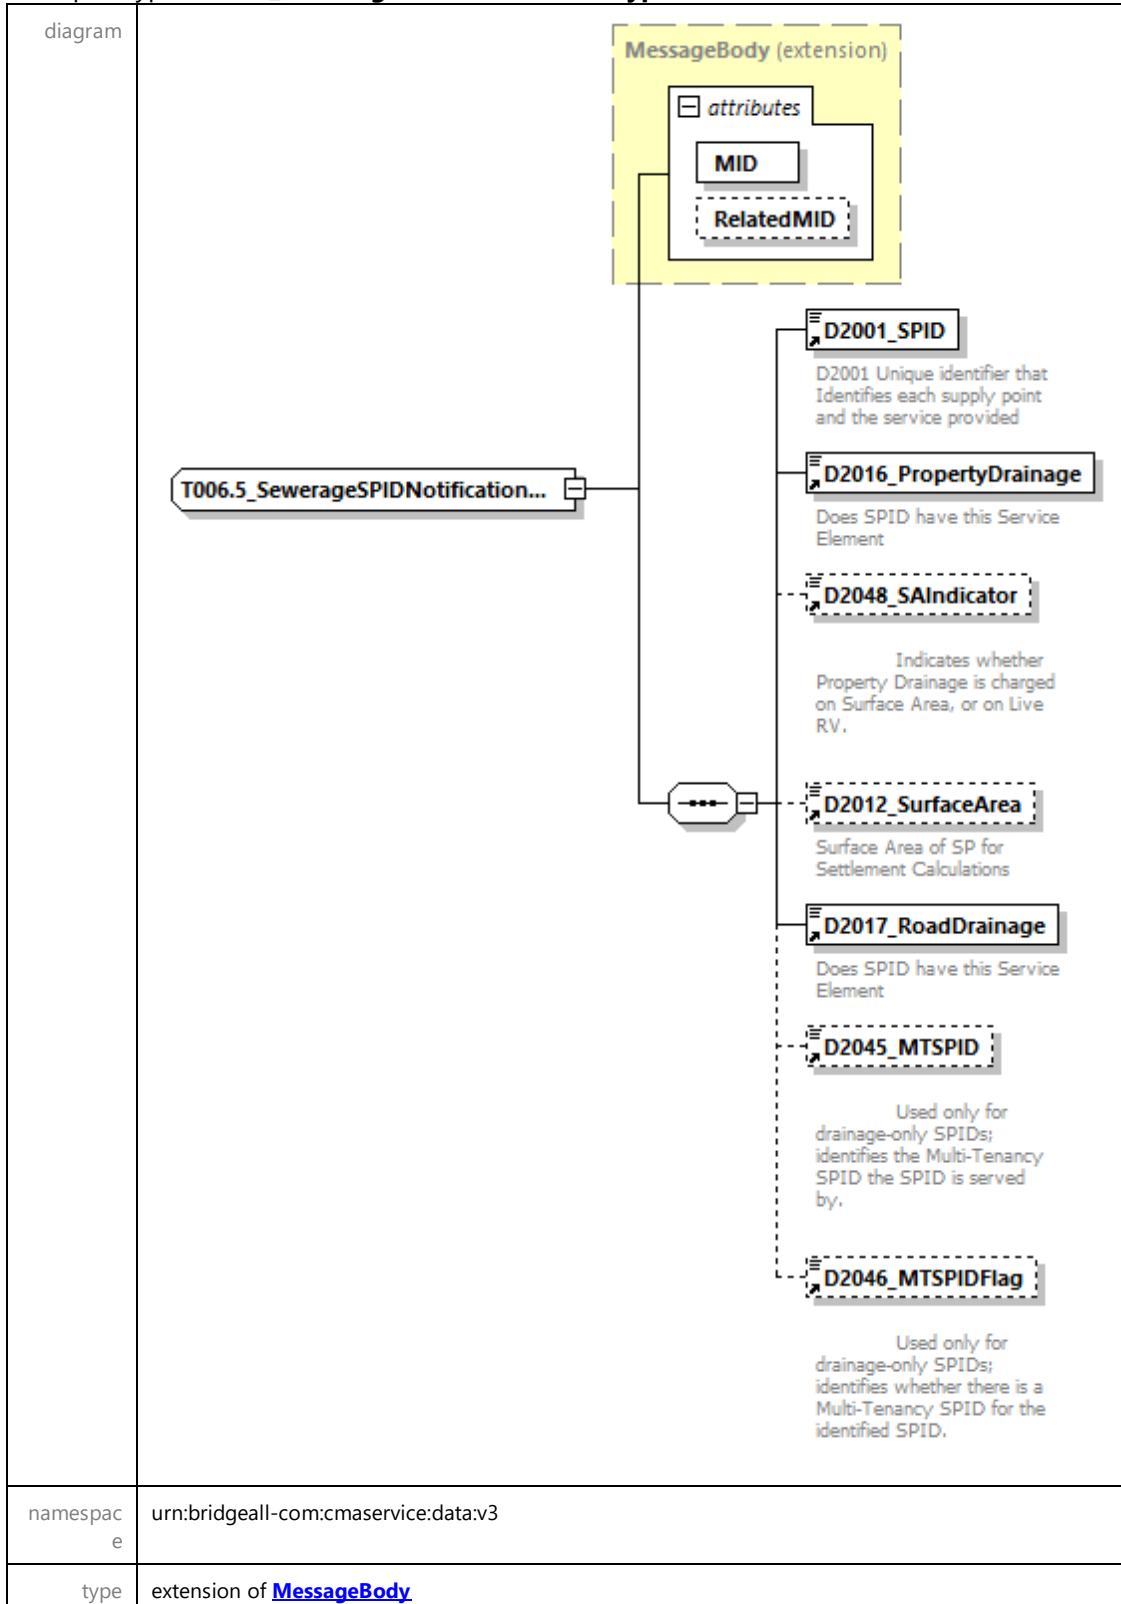 diagram
MessageBody (extension)
attributes
MID
RelatedMID
D2001_SPID
D2001 Unique identifier that
Identifies each supply point
and the service provided
T006.5_SewerageSPIDNotification...
D2016_PropertyDrainage
Does SPID have this Service
Element
D2048_SAIndicator
Indicates whether
Property Drainage is charged
on Surface Area, or on Live
RV.
D2012_SurfaceArea
Surface Area of SP for
Settlement Calculations
D2017_RoadDrainage
Does SPID have this Service
Element
D2045_MTSPID
Used only for
drainage-only SPIDs;
identifies the Multi-Tenancy
SPID the SPID is served
by.
D2046_MTSPIDFlag
Used only for
drainage-only SPIDs;
identifies whether there is a
Multi-Tenancy SPID for the
identified SPID.
namespac
e
urn:bridgeall-com:cmaservice:data:v3
type
extension of MessageBody